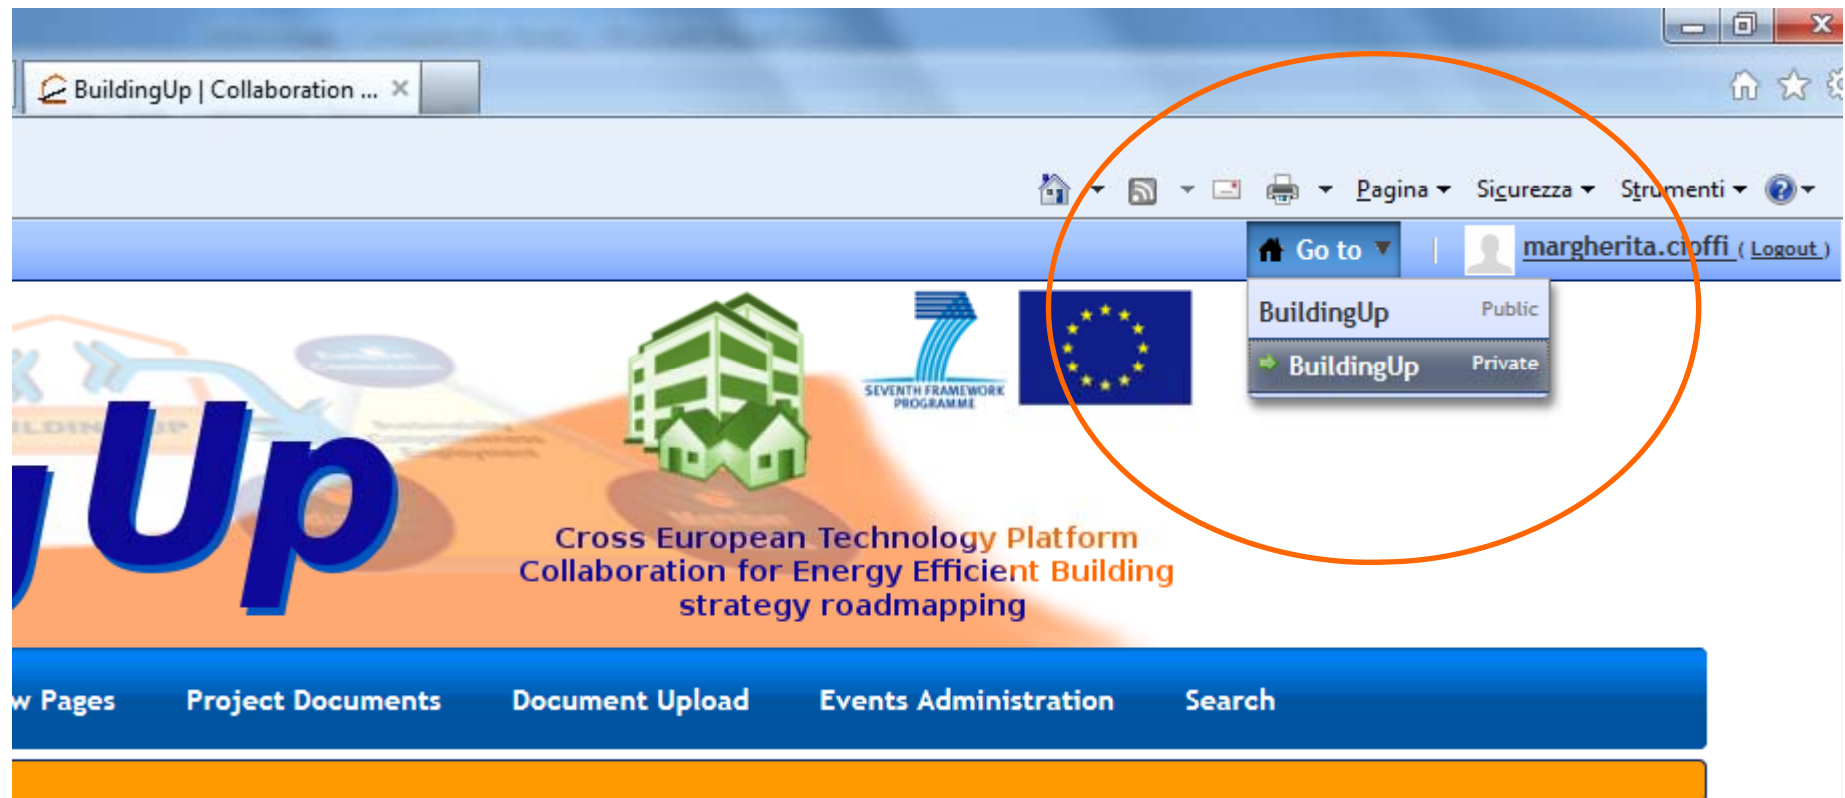 BuildingUp | Collaboration ...
Pagina Sicurezza Strumenti
Go to | margherita.cioffi ( Logout )
BuildingUp Public
BuildingUp Private
SEVENTH FRAMEWORK
PROGRAMME
g Up
Cross European Technology Platform
Collaboration for Energy Efficient Building
strategy roadmapping
w Pages Project Documents Document Upload Events Administration Search